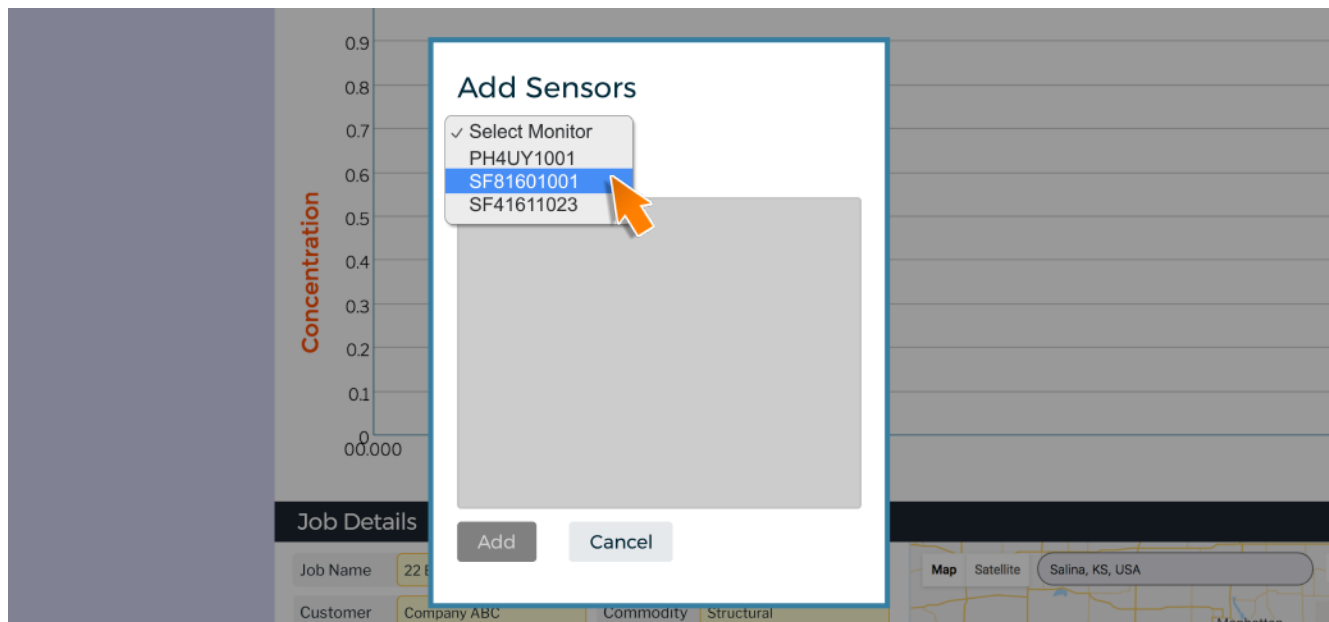 0.9
0.8
0.7
0.6
0.5
0.4
0.3
0.2
0.1
0
00.000
Concentration
Add Sensors
✓ Select Monitor
PH4UY1001
SF81601001
SF41611023
Add Cancel
Job Details
Job Name 22
Customer Company ABC Commodity Structural
Map Satellite Salina, KS, USA
Manhattan